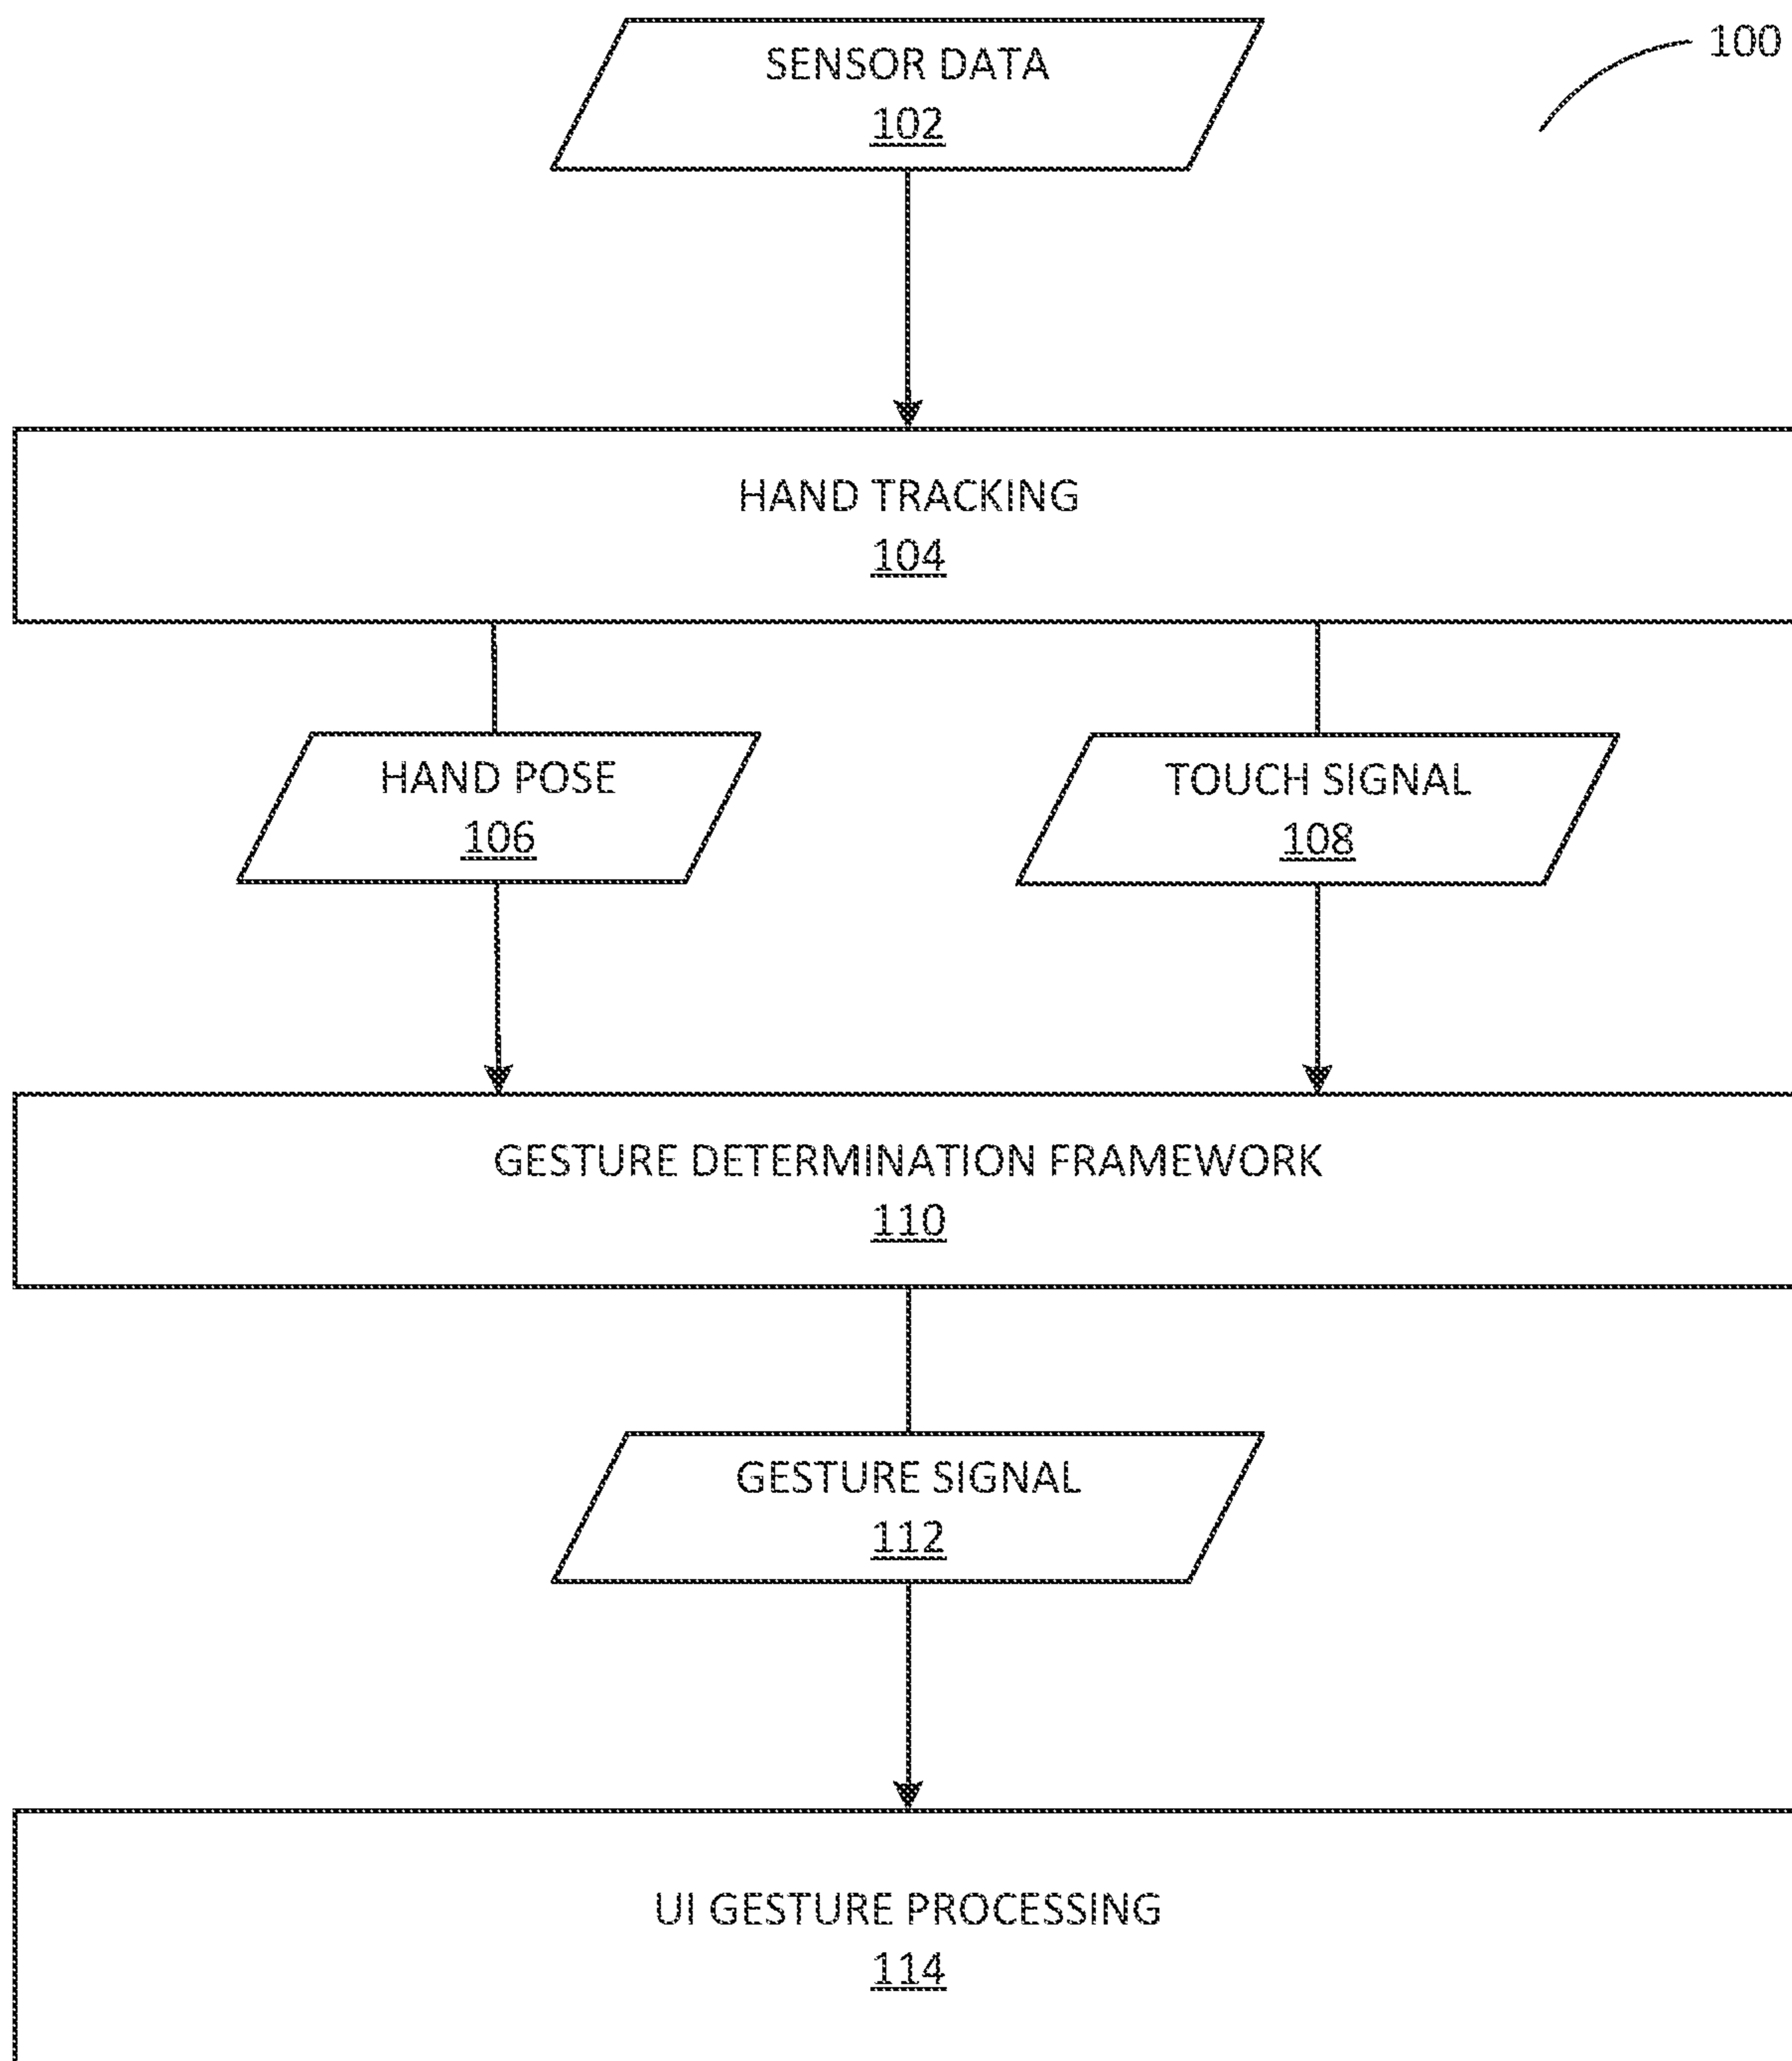 100
SENSOR DATA
102
HAND TRACKING
104
HAND POSE
106
TOUCH SIGNAL
108
GESTURE DETERMINATION FRAMEWORK
110
GESTURE SIGNAL
112
UI GESTURE PROCESSING
114